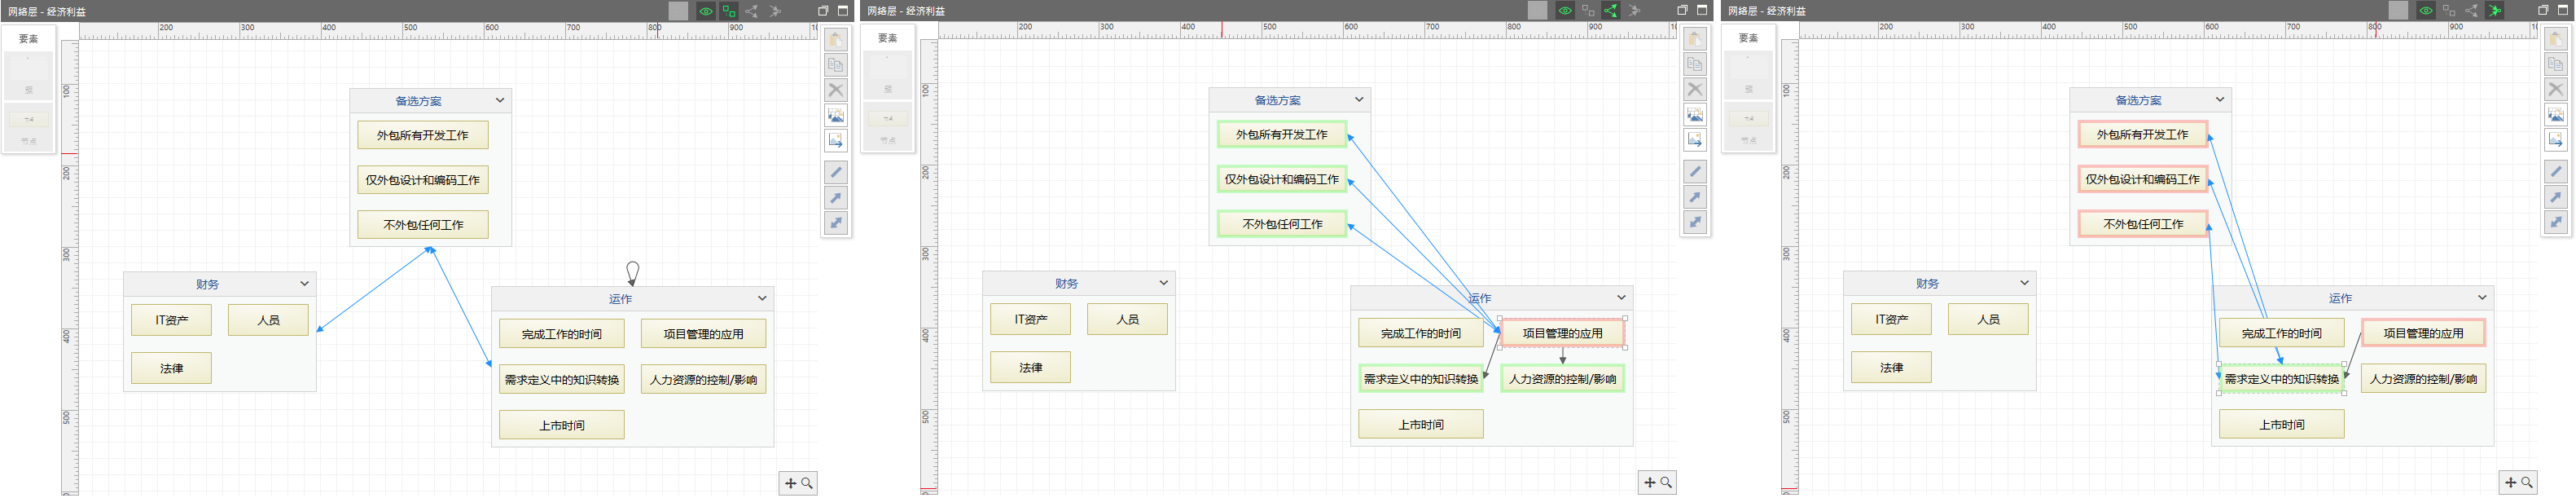 网络层 - 经济利益
200 300 400 500 600 700 800 900
要素
簇
节点
100
200
300
400
500
备选方案
外包所有开发工作
仅外包设计和编码工作
不外包任何工作
财务
IT资产 人员
法律
运作
完成工作的时间 项目管理的应用
需求定义中的知识转换 人力资源的控制/影响
上市时间
网络层 - 经济利益
200 300 400 500 600 700 800 900
要素
簇
节点
100
200
300
400
500
备选方案
外包所有开发工作
仅外包设计和编码工作
不外包任何工作
财务
IT资产 人员
法律
运作
完成工作的时间 项目管理的应用
需求定义中的知识转换 人力资源的控制/影响
上市时间
网络层 - 经济利益
200 300 400 500 600 700 800 900
要素
簇
节点
100
200
300
400
500
备选方案
外包所有开发工作
仅外包设计和编码工作
不外包任何工作
财务
IT资产 人员
法律
运作
完成工作的时间 项目管理的应用
需求定义中的知识转换 人力资源的控制/影响
上市时间